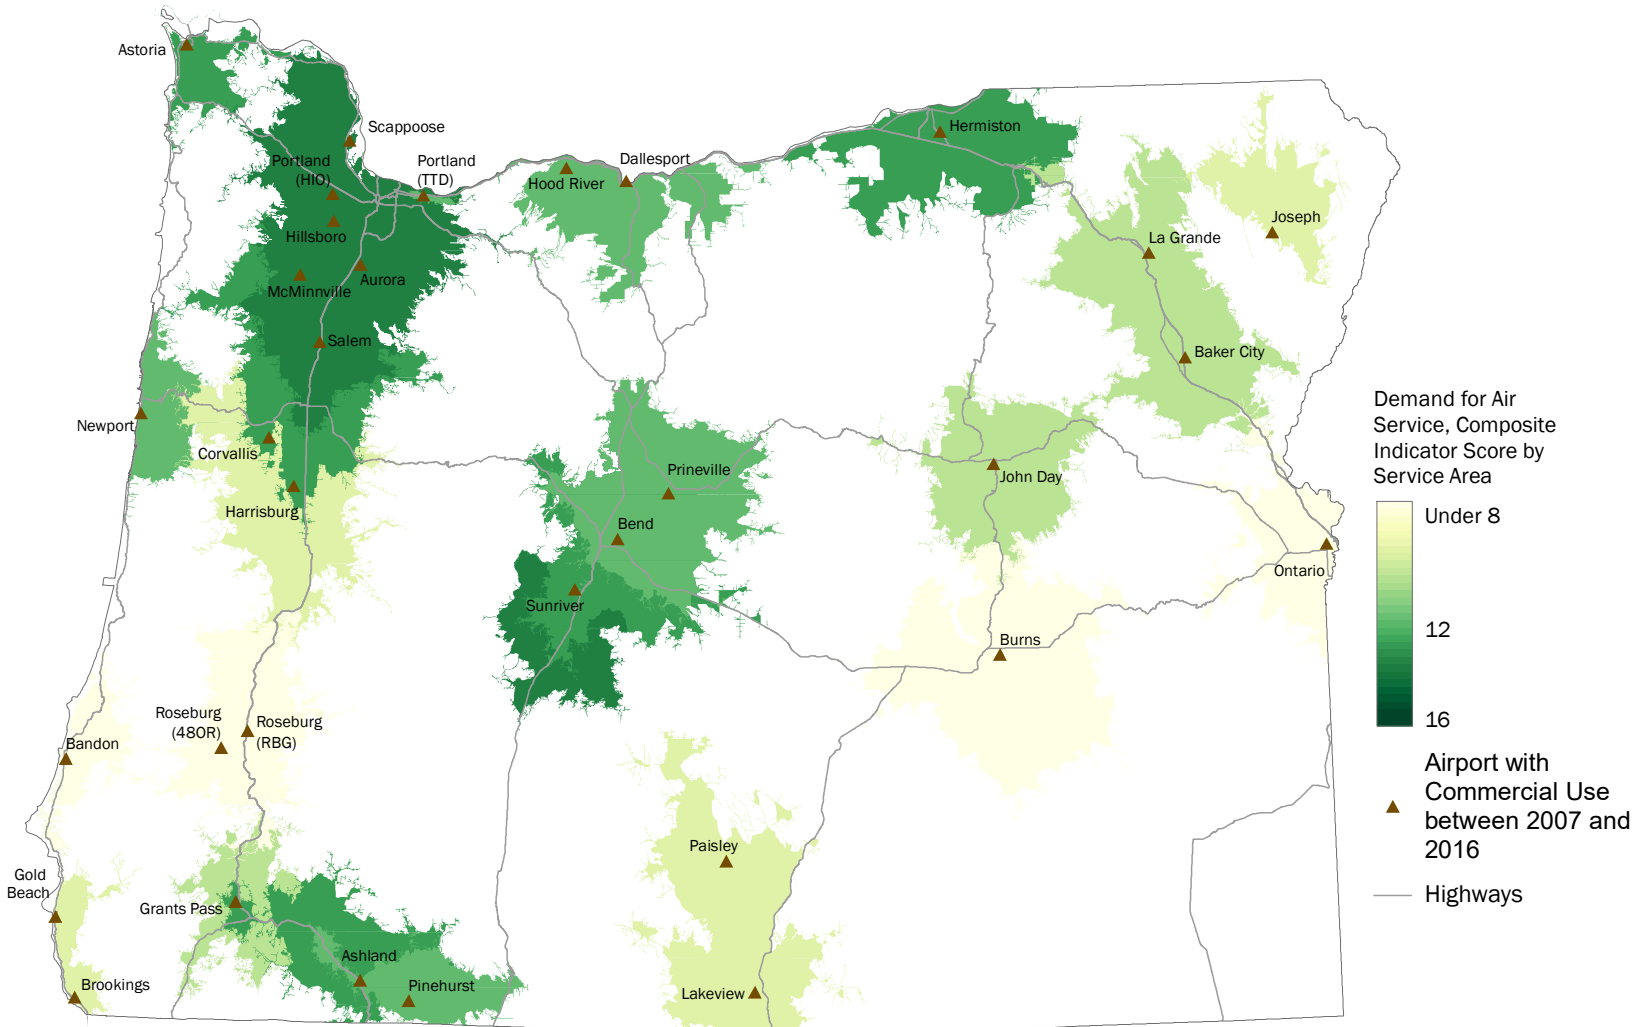 Astoria
Scappoose
Portland
(HIO)
Portland
(TTD)
Hillsboro
Aurora
McMinnville
Salem
Hood River
Dallesport
Hermiston
Joseph
La Grande
Baker City
Newport
Corvallis
Harrisburg
Prineville
Bend
Sunriver
John Day
Ontario
Burns
Roseburg
(48OR)
Roseburg
(RBG)
Bandon
Gold
Beach
Grants Pass
Brookings
Ashland
Pinehurst
Paisley
Lakeview
Demand for Air
Service, Composite
Indicator Score by
Service Area
Under 8
12
16
Airport with
Commercial Use
between 2007 and
2016
Highways